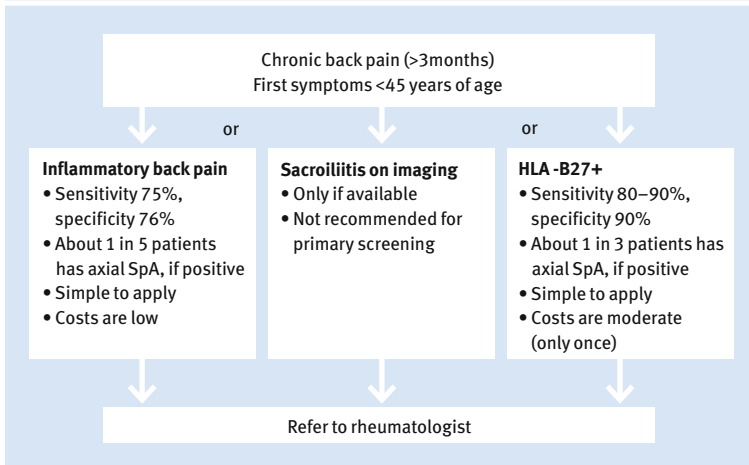 Chronic back pain (>3months)
First symptoms <45 years of age
or
or
Inflammatory back pain
• Sensitivity 75%,
specificity 76%
• About 1 in 5 patients
has axial SpA, if positive
• Simple to apply
• Costs are low
Sacroiliitis on imaging
• Only if available
• Not recommended for
primary screening
HLA -B27+
• Sensitivity 80–90%,
specificity 90%
• About 1 in 3 patients has
axial SpA, if positive
• Simple to apply
• Costs are moderate
(only once)
Refer to rheumatologist